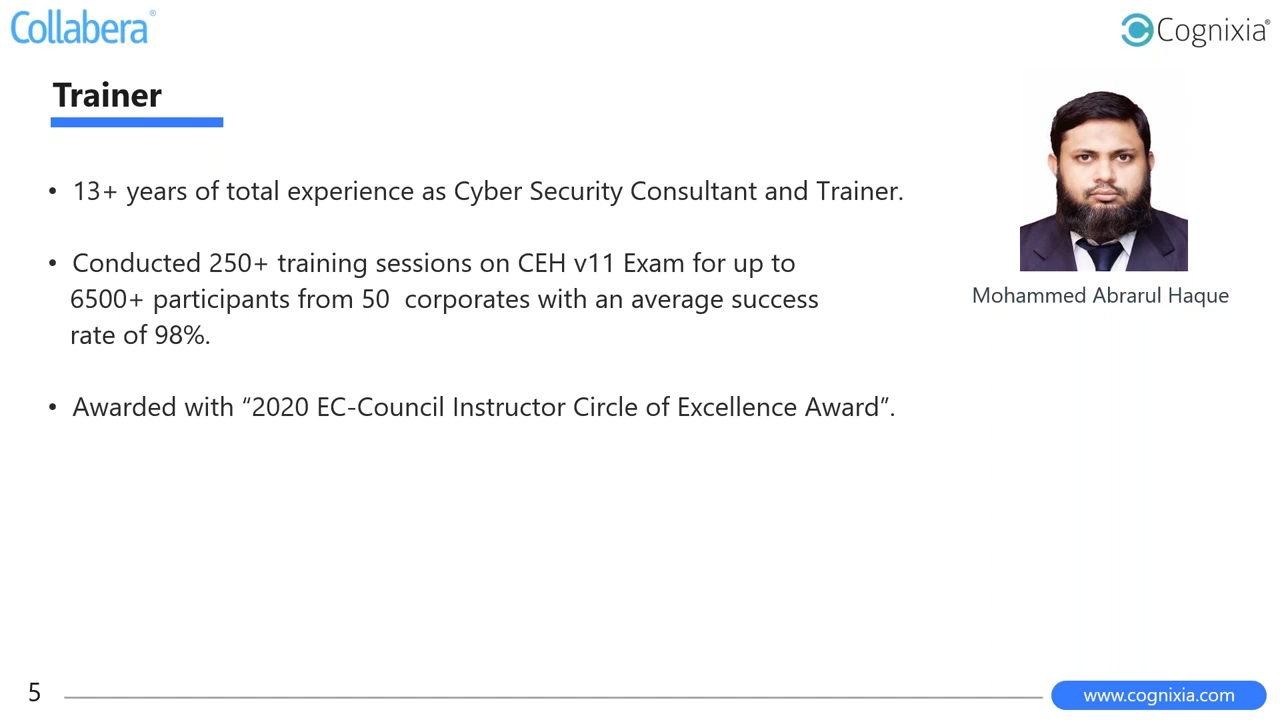 Collabera®
Cognixia®
Trainer
• 13+ years of total experience as Cyber Security Consultant and Trainer.
• Conducted 250+ training sessions on CEH v11 Exam for up to
6500+ participants from 50  corporates with an average success
rate of 98%.
• Awarded with “2020 EC-Council Instructor Circle of Excellence Award”.
Mohammed Abrarul Haque
5
www.cognixia.com